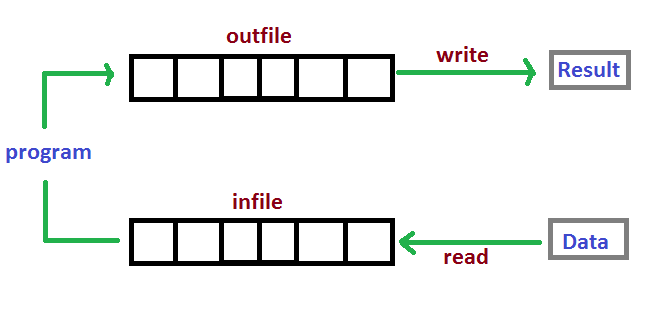 outfile
write
Result
program
infile
Data
read